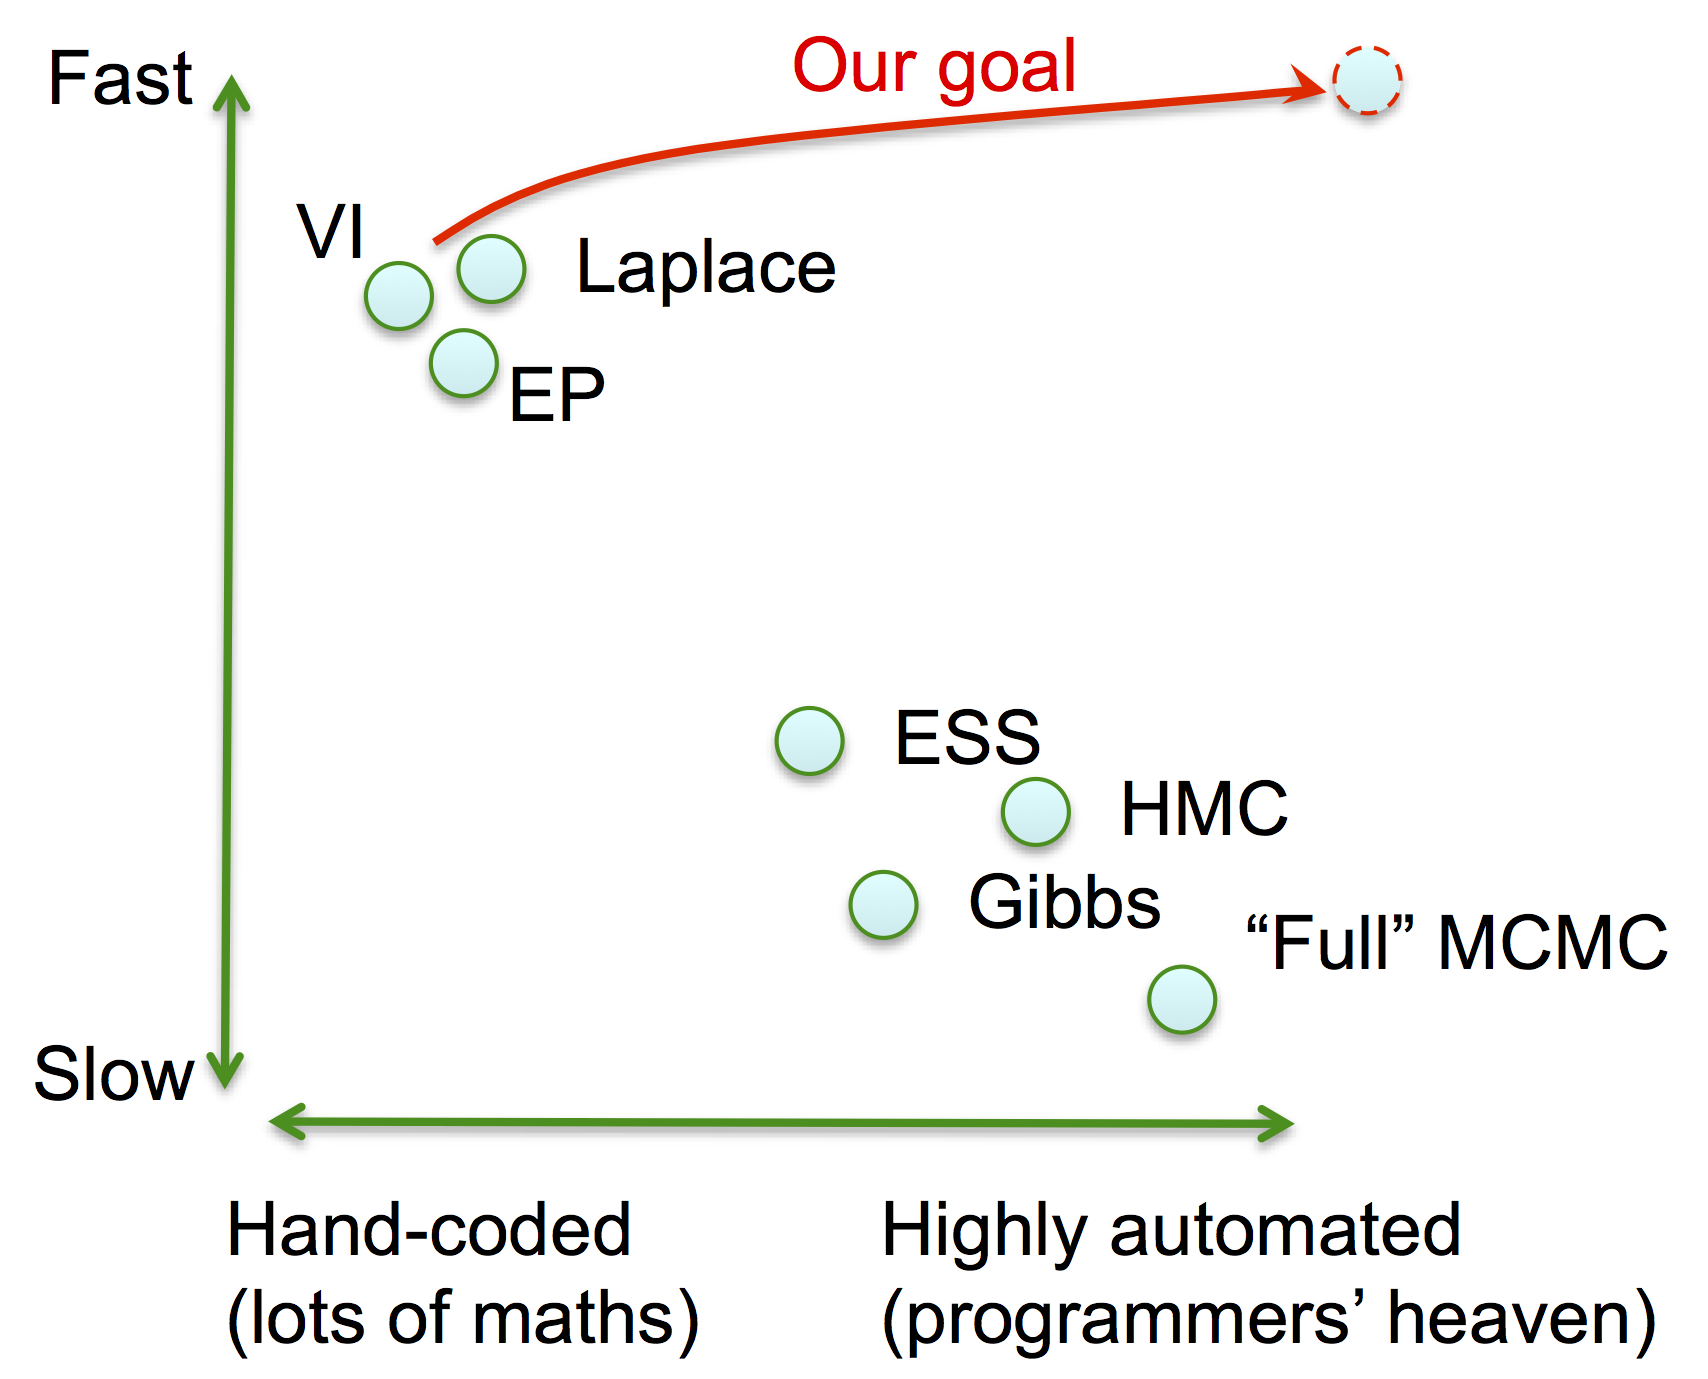 Fast
Our goal
VI
Laplace
EP
ESS
HMC
Gibbs
“Full” MCMC
Slow
Hand-coded
(lots of maths)
Highly automated
(programmers’ heaven)